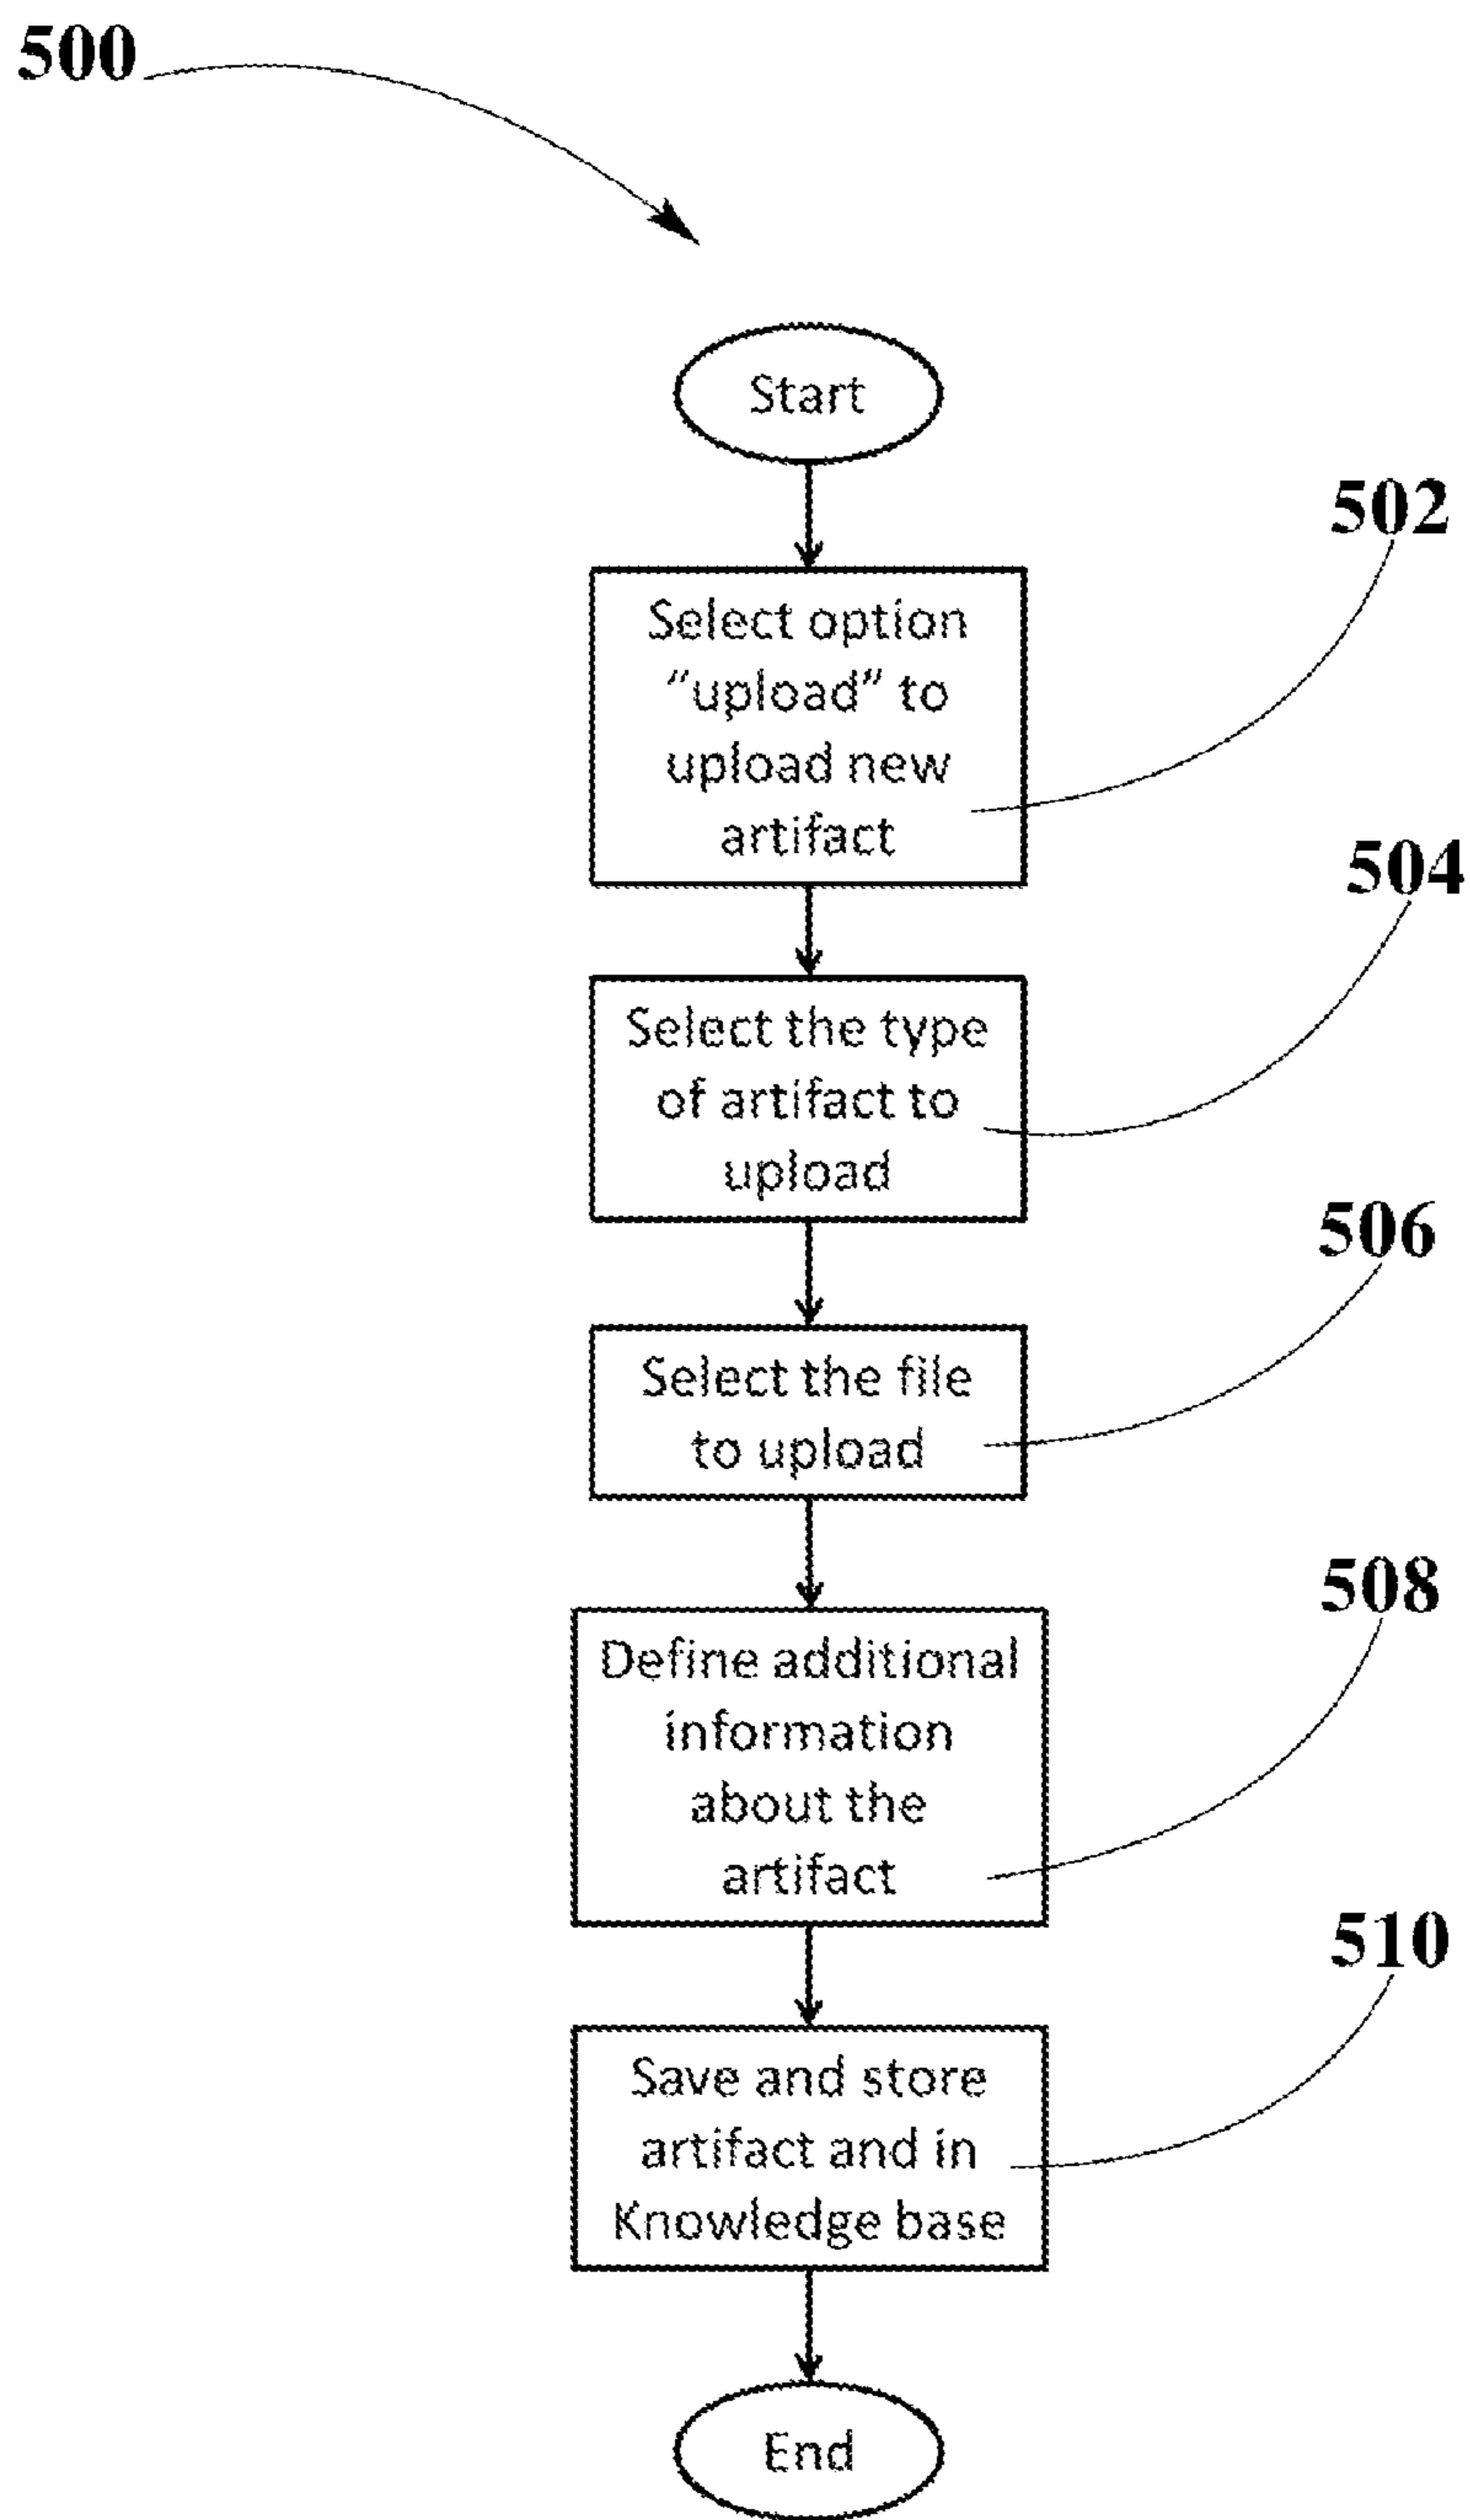 500
Start
502
Select option
“upload” to
upload new
artifact
504
Select the type
of artifact to
upload
506
Select the file
to upload
508
Define additional
information
about the
artifact
510
Save and store
artifact and in
Knowledge base
End